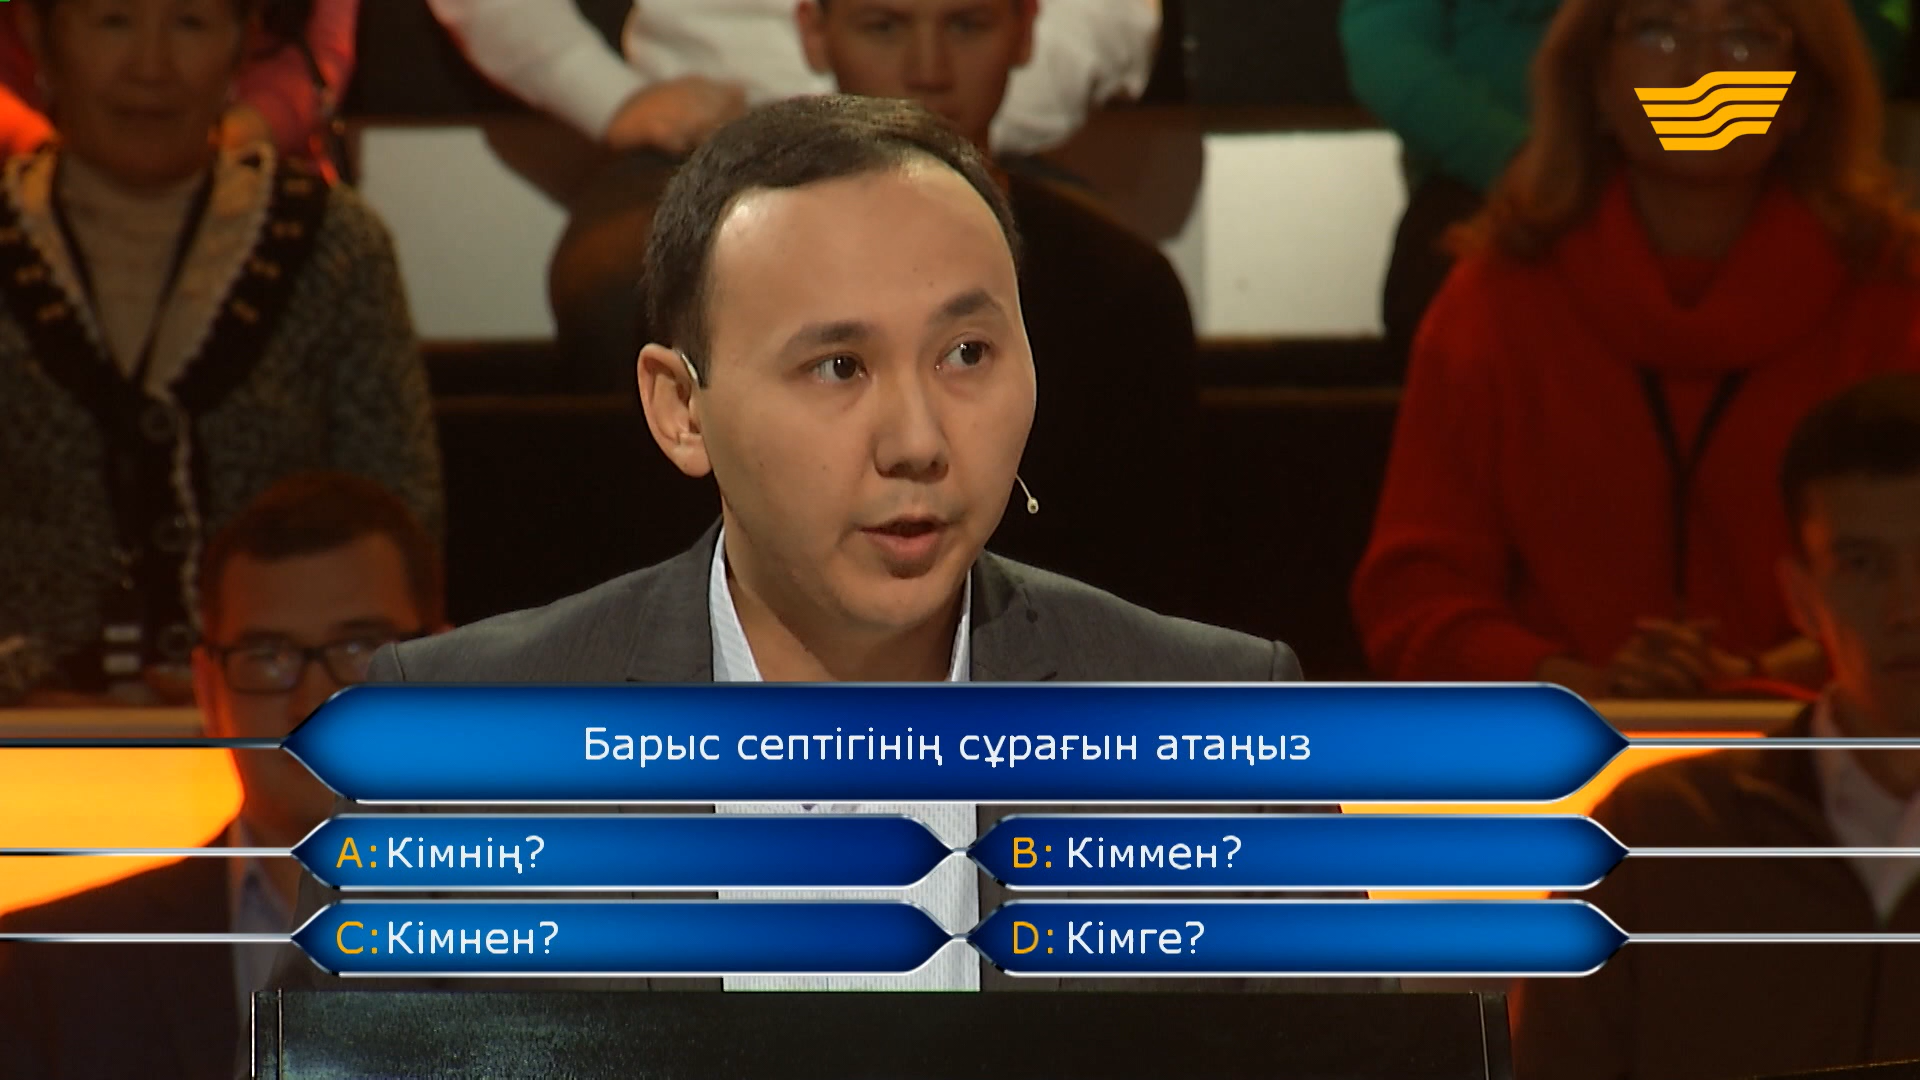 Барыс септігінің сұрағын атаңыз
A: Кімнің?
B: Кіммен?
C: Кімнен?
D: Кімге?